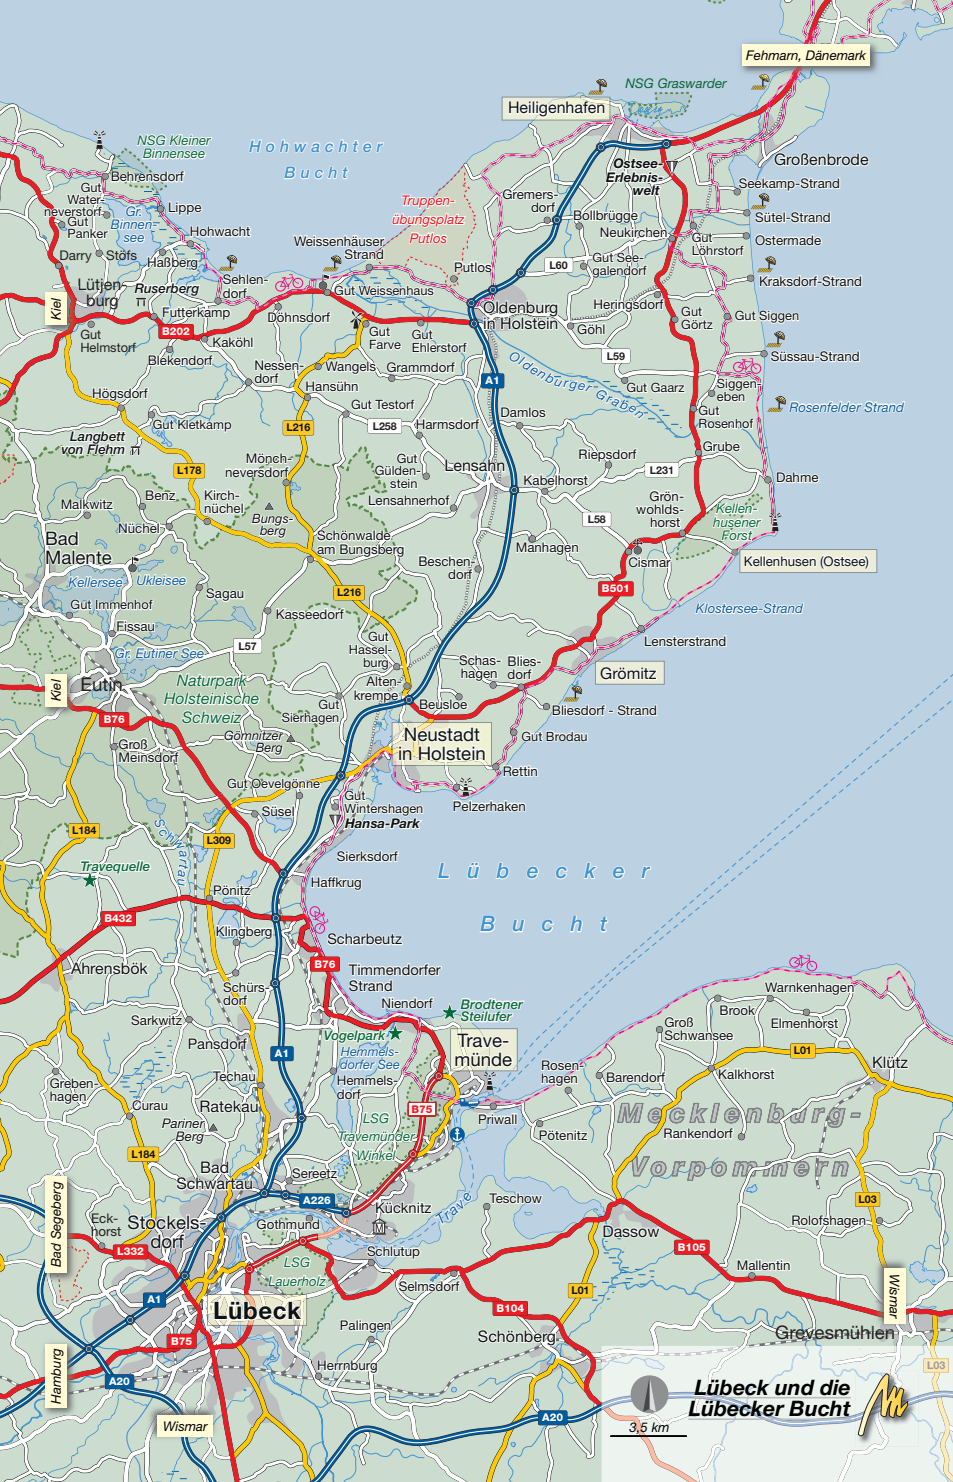 Fehmarn, Dänemark
NSG Graswarder
Heiligenhafen
NSG Kleiner
Binnensee
Hohwachter
Bucht
Behrensdorf
Großenbrode
Ostsee-
Erlebnis-
welt
Gut
Water-
neverstorf
Gut
Panker
Gr.
Binnen-
see
Lippe
Truppen-
übungsplatz
Putlos
Gremers-
dorf
Seekamp-Strand
Bollbrügge
Neukirchen
Sütel-Strand
Hohwacht
Weissenhäuser
Strand
Gut
Löhrstorf
Ostermade
Darry
Stöfs
Haßberg
Putlos
L60
Gut See-
galendorf
Sehlen-
dorf
Kraksdorf-Strand
Lütjen-
burg
Ruserberg
Gut Weissenhaus
Oldenburg
in Holstein
Heringsdorf
Kiel
Futterkamp
Döhnsdorf
Gut
Görtz
Gut Siggen
B202
Göhl
Gut
Helmstorf
Kaköhl
Gut
Farve
Gut
Ehlerstorf
Blekendorf
L59
Süssau-Strand
Nessen-
dorf
Wangels
Grammdorf
A1
Oldenburger Graben
Hansühn
Gut Gaarz
Siggen-
eben
Högsdorf
Gut Testorf
Rosenfelder Strand
Damlos
Gut
Rosenhof
Gut Kletkamp
L216
L258
Harmsdorf
Langbett
von Flehm
Grube
Riepsdorf
Mönch-
neversdorf
Gut
Gülden-
stein
Lensahn
L178
L231
Kabelhorst
Dahme
Benz
Kirch-
nüchel
Malkwitz
Lensahnerhof
Grön-
wohlds-
horst
Kellen-
husener
Forst
Bungs-
berg
L58
Nüchel
Schönwalde
am Bungsberg
Bad
Malente
Manhagen
Cismar
Kellenhusen (Ostsee)
Beschen-
dorf
Kellersee
Ukleisee
Sagau
L216
B501
Gut Immenhof
Kasseedorf
Klostersee-Strand
Eissau
Gut
Hassel-
burg
Lensterstrand
L57
Gr. Eutiner See
Schas-
hagen
Blies-
dorf
Grömitz
Kiel
Eutin
Naturpark
Holsteinische
Schweiz
Alten-
krempe
B76
Gut
Sierhagen
Beusloe
Bliesdorf - Strand
Gömnitzer
Berg
Groß
Meinsdorf
Neustadt
in Holstein
Gut Brodau
Rettin
Gut Oevelgönne
Gut
Wintershagen
Hansa-Park
Pelzerhaken
Süsel
Schwartau
L184
L309
Sierksdorf
Travequelle
Lübecker
Bucht
Haffkrug
Pönitz
B432
Klingberg
Scharbeutz
Ahrensbök
B76
Timmendorfer
Strand
Schürs-
dorf
Niendorf
Brodtener
Steilufer
Warnkenhagen
Brook
Elmenhorst
Sarkwitz
Vogelpark
Groß
Schwansee
Pansdorf
Trave-
münde
A1
Hemmels-
dorfer See
L01
Klütz
Techau
Hemmels-
dorf
Rosen-
hagen
Barendorf
Kalkhorst
Greben-
hagen
Curau
Ratekau
B75
Priwall
Mecklenburg-
Vorpommern
Pariner
Berg
LSG
Travemünder
Winkel
Pötenitz
Rankendorf
L184
Bad
Schwartau
Sereetz
A226
Kücknitz
Trave
Teschow
L03
Bad Segeberg
Eck-
horst
Stockels-
dorf
Gothmund
Rolofshagen
Dassow
L332
LSG
Lauerholz
Schlutup
B105
Mallentin
Selmsdorf
L01
Wismar
A1
Lübeck
B104
B75
Palingen
Schönberg
Grevesmühlen
Hamburg
Herrnburg
L03
A20
Lübeck und die
Lübecker Bucht
Wismar
A20
3,5 km